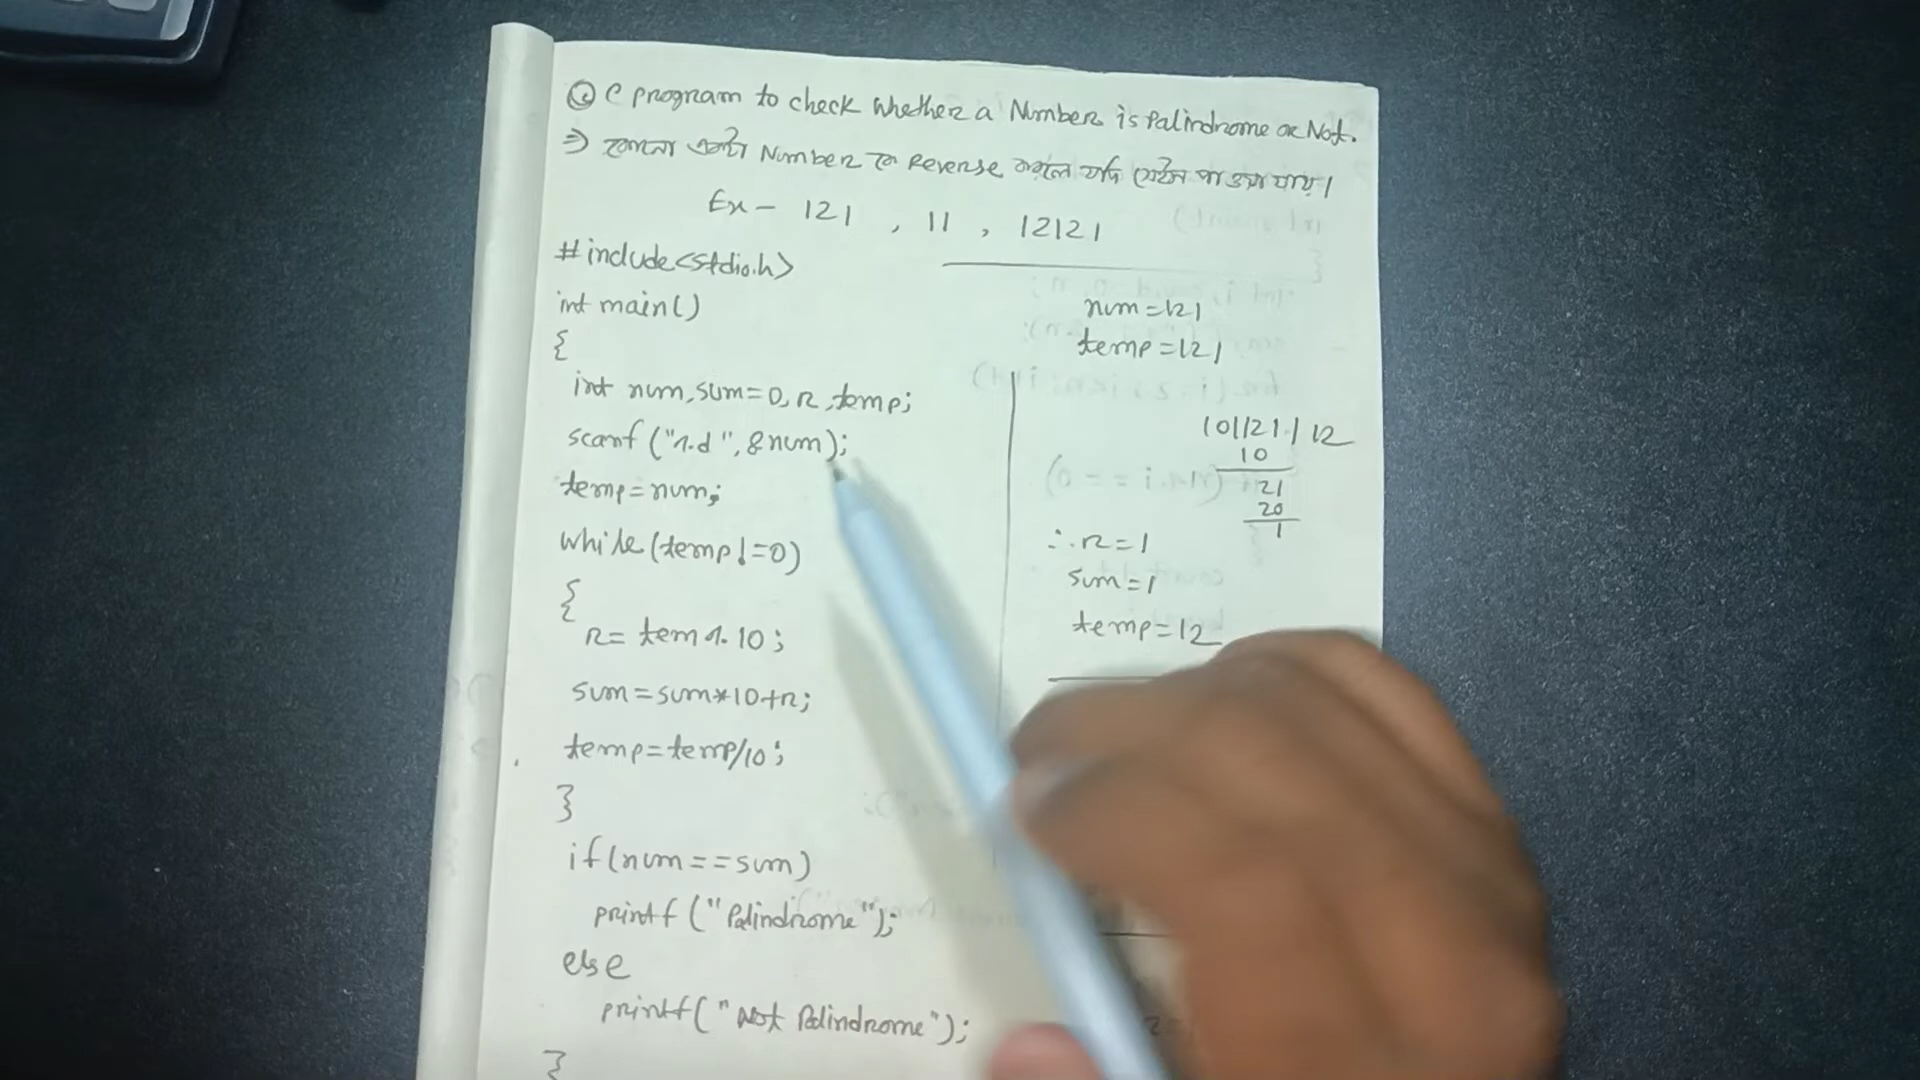 @ C program to check whether a Number is Palindrome or Not.
⇒ কোনো একটা Number কে Reverse করলে যদি সেটাই পাওয়া যায়।
Ex - 121 , 11 , 12121
#include<stdio.h>
int main()
{
int num, sum=0, r, temp;
scanf ("%d", &num);
temp=num;
while(temp!=0)
{
r= tem % 10;
sum=sum*10+r;
temp=temp/10;
}
if(num==sum)
printf ("Palindrome");
else
printf("Not Palindrome");
}
num=121
temp=121
10)121(12
10
21
20
1
∴ r=1
sum=1
temp=12